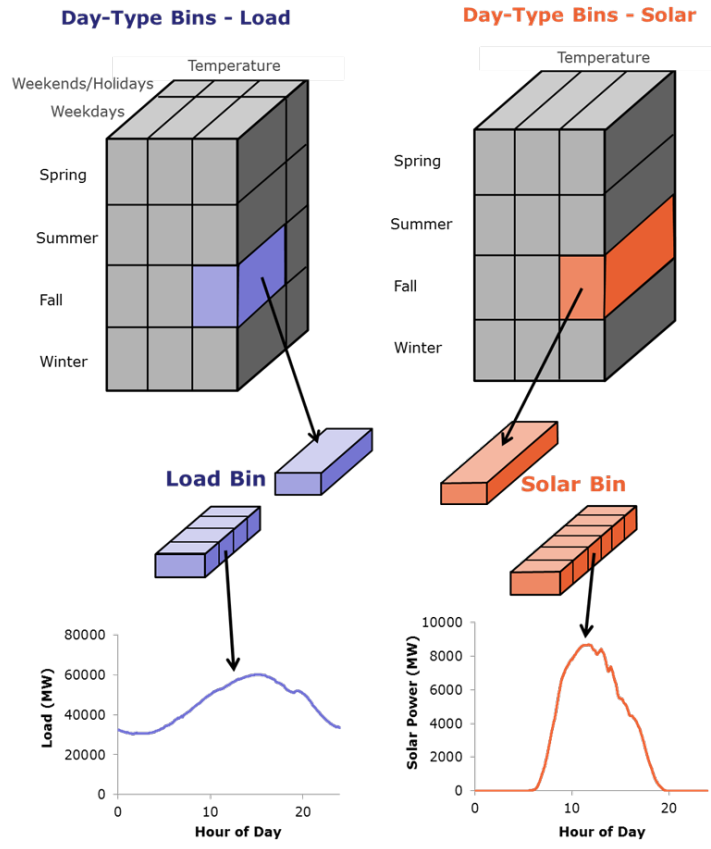 Day-Type Bins - Load
Day-Type Bins - Solar
Temperature
Weekends/Holidays
Weekdays
Spring
Summer
Fall
Winter
Temperature
Spring
Summer
Fall
Winter
Load Bin
Solar Bin
80000
60000
40000
20000
0
Load (MW)
0
10
20
Hour of Day
10000
8000
6000
4000
2000
0
Solar Power (MW)
0
10
20
Hour of Day